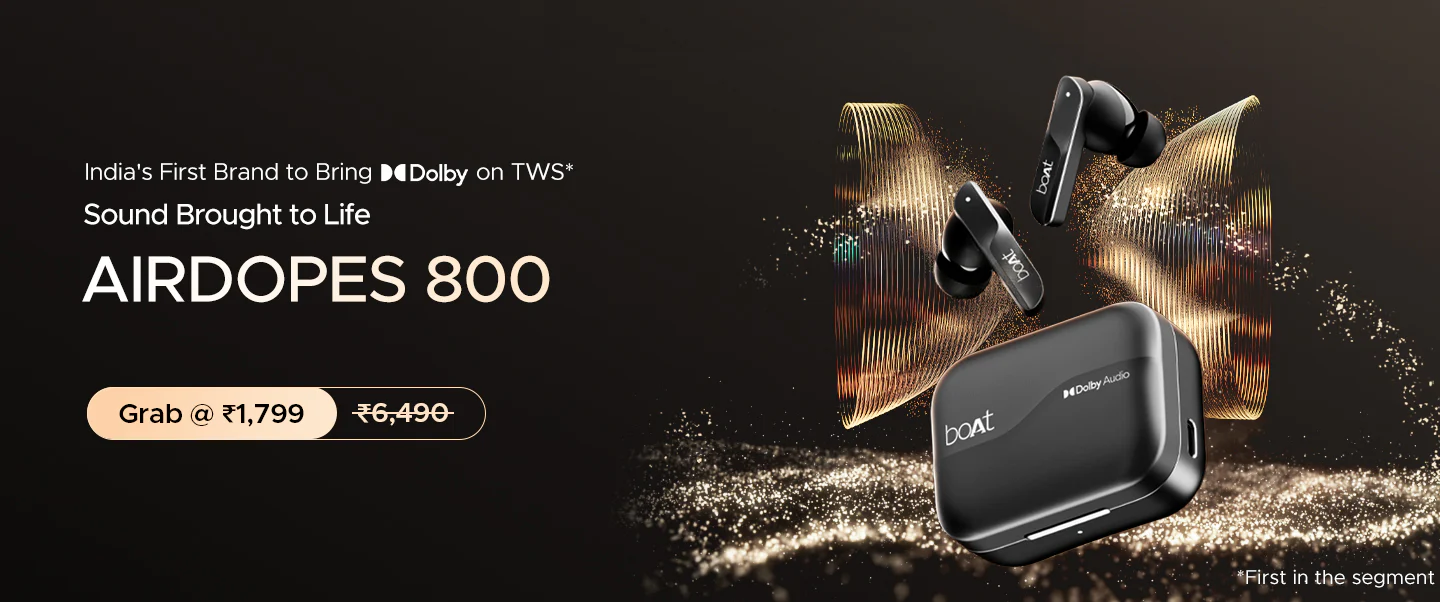 India's First Brand to Bring Dolby on TWS*
Sound Brought to Life
AIRDOPES 800
Grab @ ₹1,799 ₹6,490
boAt
boAt
Dolby Audio
boAt
*First in the segment